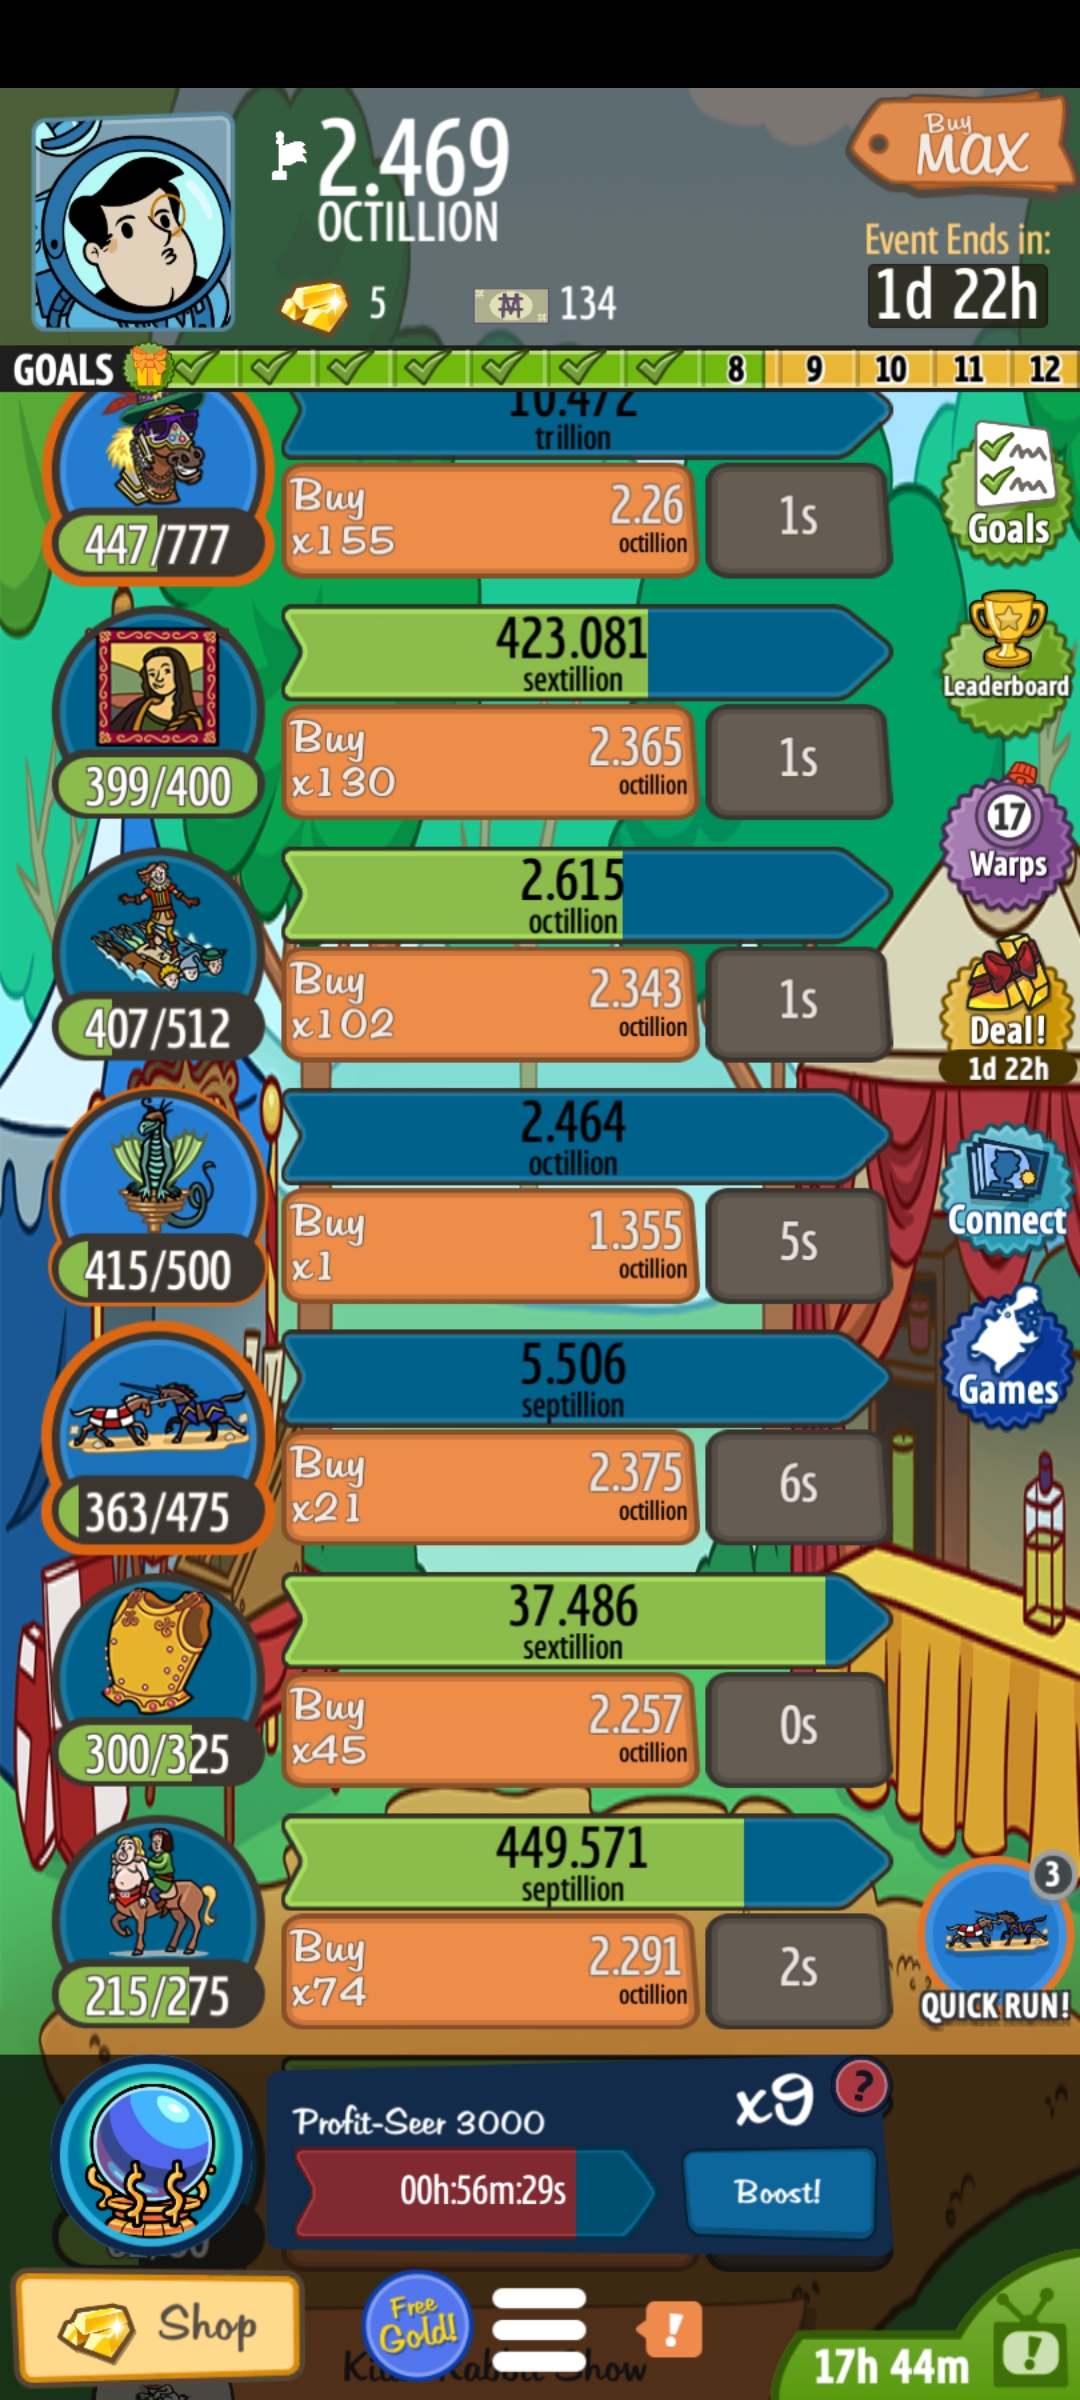 2.469
OCTILLION
Buy
MAX
Event Ends in:
1d 22h
5
134
GOALS
8 9 10 11 12
10.472
trillion
447/777
Buy
x155
2.26
octillion
1s
Goals
423.081
sextillion
399/400
Buy
x130
2.365
octillion
1s
Leaderboard
17
Warps
2.615
octillion
407/512
Buy
x102
2.343
octillion
1s
Deal!
1d 22h
2.464
octillion
415/500
Buy
x1
1.355
octillion
5s
Connect
5.506
septillion
363/475
Buy
x21
2.375
octillion
6s
Games
37.486
sextillion
300/325
Buy
x45
2.257
octillion
0s
449.571
septillion
215/275
Buy
x74
2.291
octillion
2s
3
QUICK RUN!
Profit-Seer 3000
x9
?
00h:56m:29s
Boost!
Shop
Free
Gold!
!
Show
17h 44m
!